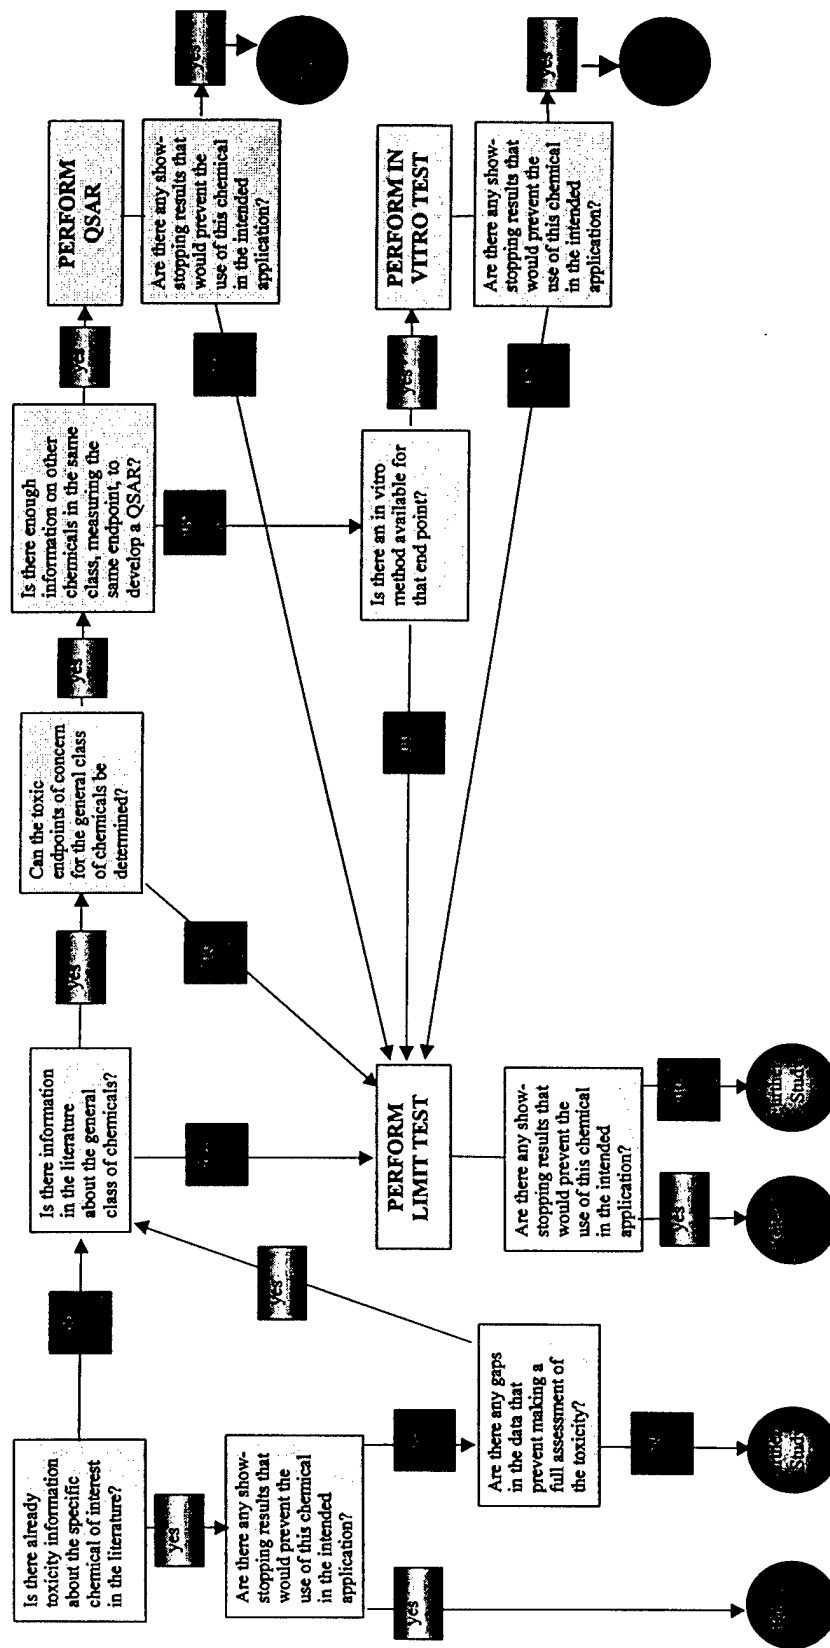 Is there already
toxicity information
about the specific
chemical of interest
in the literature?
yes
Are there any show-
stopping results that
would prevent the
use of this chemical
in the intended
application?
yes
Are there any gaps
in the data that
prevent making a
full assessment of
the toxicity?
yes
Is there information
in the literature
about the general
class of chemicals?
yes
PERFORM
LIMIT TEST
Are there any show-
stopping results that
would prevent the
use of this chemical
in the intended
application?
yes
Can the toxic
endpoints of concern
for the general class
of chemicals be
determined?
yes
Is there enough
information on other
chemicals in the same
class, measuring the
same endpoint, to
develop a QSAR?
yes
Is there an in vitro
method available for
that end point?
yes
PERFORM
QSAR
Are there any show-
stopping results that
would prevent the
use of this chemical
in the intended
application?
yes
PERFORM IN
VITRO TEST
Are there any show-
stopping results that
would prevent the
use of this chemical
in the intended
application?
yes